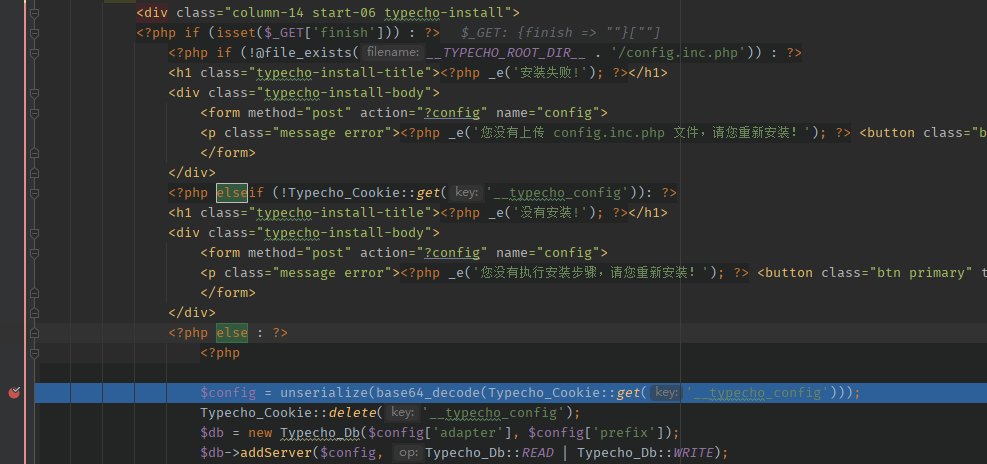 <div class="column-14 start-06 typecho-install">
<?php if (isset($_GET['finish'])) : ?>   $_GET: {finish => ""}[""]
<?php if (!@file_exists( filename: __TYPECHO_ROOT_DIR__ . '/config.inc.php')) : ?>
<h1 class="typecho-install-title"><?php _e('安装失败!'); ?></h1>
<div class="typecho-install-body">
<form method="post" action="?config" name="config">
<p class="message error"><?php _e('您没有上传 config.inc.php 文件，请您重新安装！'); ?> <button class="b
</form>
</div>
<?php elseif (!Typecho_Cookie::get( key: '__typecho_config')): ?>
<h1 class="typecho-install-title"><?php _e('没有安装!'); ?></h1>
<div class="typecho-install-body">
<form method="post" action="?config" name="config">
<p class="message error"><?php _e('您没有执行安装步骤，请您重新安装！'); ?> <button class="btn primary" t
</form>
</div>
<?php else : ?>
<?php
$config = unserialize(base64_decode(Typecho_Cookie::get( key: '__typecho_config')));
Typecho_Cookie::delete( key: '__typecho_config');
$db = new Typecho_Db($config['adapter'], $config['prefix']);
$db->addServer($config, op: Typecho_Db::READ | Typecho_Db::WRITE);